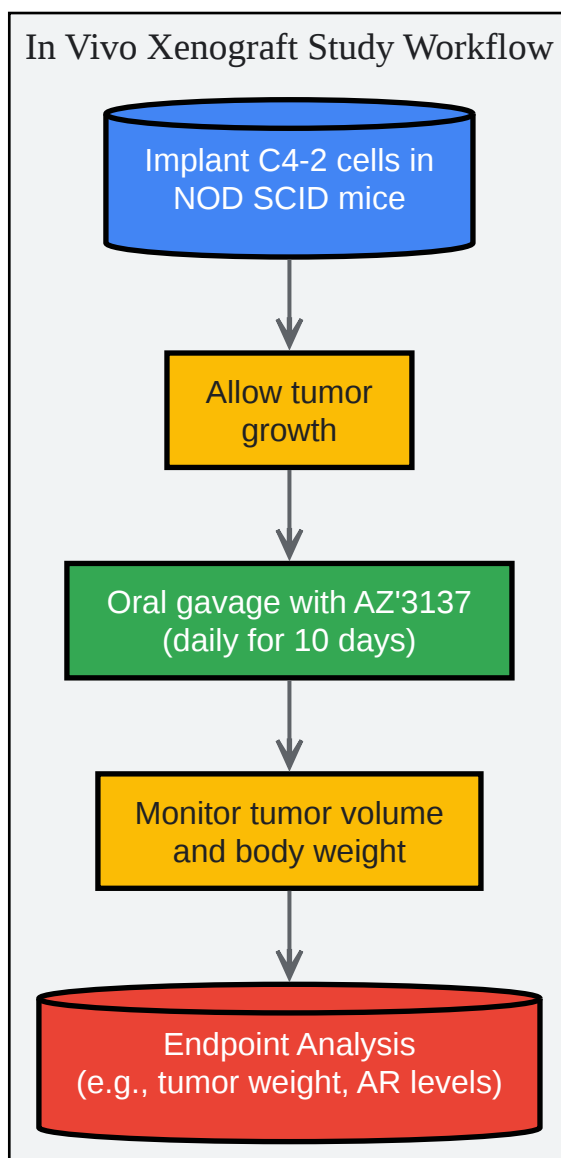 In Vivo Xenograft Study Workflow
Implant C4-2 cells in
NOD SCID mice
Allow tumor
growth
Oral gavage with AZ'3137
(daily for 10 days)
Monitor tumor volume
and body weight
Endpoint Analysis
(e.g., tumor weight, AR levels)